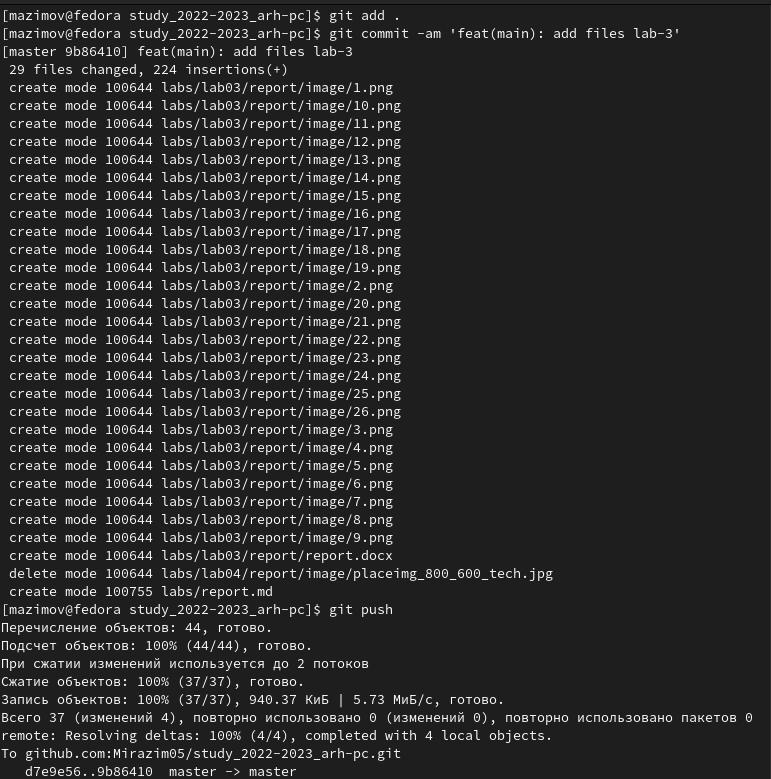 [mazimov@fedora study_2022-2023_arh-pc]$ git add .
[mazimov@fedora study_2022-2023_arh-pc]$ git commit -am 'feat(main): add files lab-3'
[master 9b86410] feat(main): add files lab-3
 29 files changed, 224 insertions(+)
 create mode 100644 labs/lab03/report/image/1.png
 create mode 100644 labs/lab03/report/image/10.png
 create mode 100644 labs/lab03/report/image/11.png
 create mode 100644 labs/lab03/report/image/12.png
 create mode 100644 labs/lab03/report/image/13.png
 create mode 100644 labs/lab03/report/image/14.png
 create mode 100644 labs/lab03/report/image/15.png
 create mode 100644 labs/lab03/report/image/16.png
 create mode 100644 labs/lab03/report/image/17.png
 create mode 100644 labs/lab03/report/image/18.png
 create mode 100644 labs/lab03/report/image/19.png
 create mode 100644 labs/lab03/report/image/2.png
 create mode 100644 labs/lab03/report/image/20.png
 create mode 100644 labs/lab03/report/image/21.png
 create mode 100644 labs/lab03/report/image/22.png
 create mode 100644 labs/lab03/report/image/23.png
 create mode 100644 labs/lab03/report/image/24.png
 create mode 100644 labs/lab03/report/image/25.png
 create mode 100644 labs/lab03/report/image/26.png
 create mode 100644 labs/lab03/report/image/3.png
 create mode 100644 labs/lab03/report/image/4.png
 create mode 100644 labs/lab03/report/image/5.png
 create mode 100644 labs/lab03/report/image/6.png
 create mode 100644 labs/lab03/report/image/7.png
 create mode 100644 labs/lab03/report/image/8.png
 create mode 100644 labs/lab03/report/image/9.png
 create mode 100644 labs/lab03/report/report.docx
 delete mode 100644 labs/lab04/report/image/placeimg_800_600_tech.jpg
 create mode 100755 labs/report.md
[mazimov@fedora study_2022-2023_arh-pc]$ git push
Перечисление объектов: 44, готово.
Подсчет объектов: 100% (44/44), готово.
При сжатии изменений используется до 2 потоков
Сжатие объектов: 100% (37/37), готово.
Запись объектов: 100% (37/37), 940.37 КиБ | 5.73 МиБ/с, готово.
Всего 37 (изменений 4), повторно использовано 0 (изменений 0), повторно использовано пакетов 0
remote: Resolving deltas: 100% (4/4), completed with 4 local objects.
To github.com:Mirazim05/study_2022-2023_arh-pc.git
   d7e9e56..9b86410  master -> master